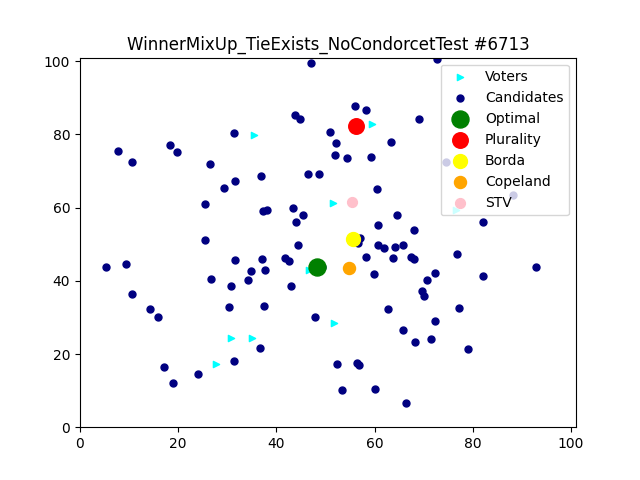 WinnerMixUp_TieExists_NoCondorcetTest #6713
Voters
Candidates
Optimal
Plurality
Borda
Copeland
STV
100
80
60
40
20
0
0 20 40 60 80 100